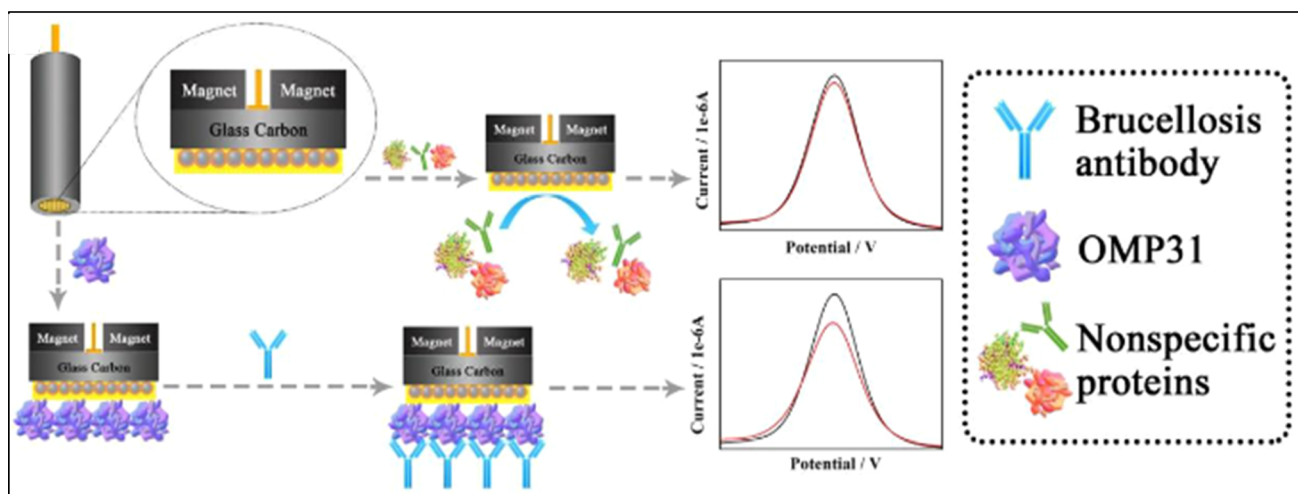 Magnet Magnet
Glass Carbon
Magnet Magnet
Glass Carbon
Current / 1e-6A
Potential / V
Magnet Magnet
Glass Carbon
Magnet Magnet
Glass Carbon
Current / 1e-6A
Potential / V
Brucellosis
antibody
OMP31
Nonspecific
proteins